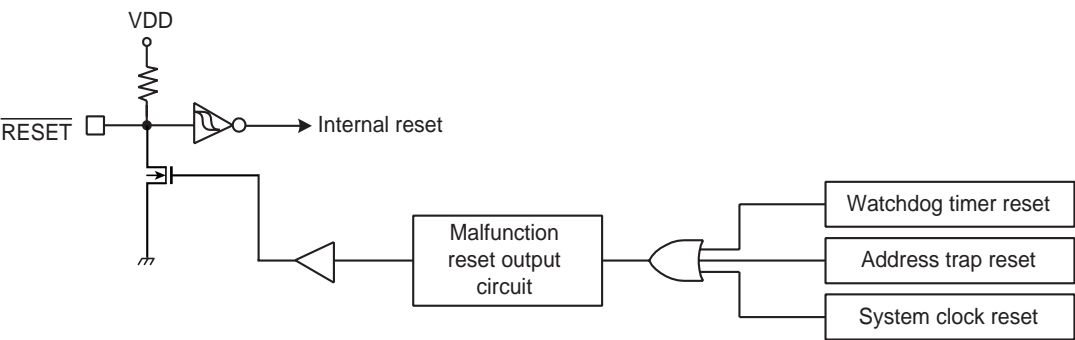 VDD
RESET
Internal reset
Watchdog timer reset
Malfunction
reset output
circuit
Address trap reset
System clock reset